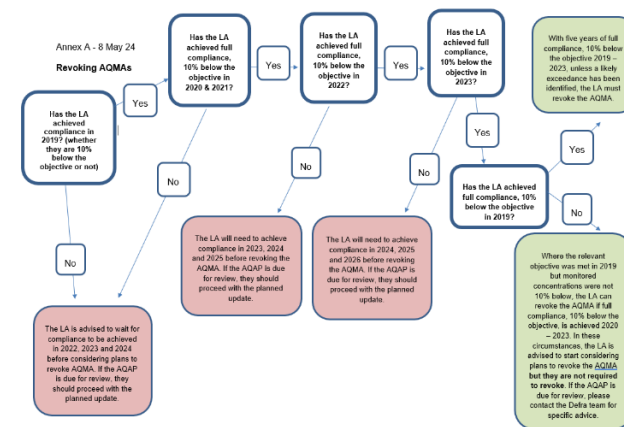 Annex A - 8 May 24
Revoking AQMAs
Has the LA
achieved
compliance in
2019? (whether
they are 10%
below the
objective or not)
Yes
No
Has the LA
achieved full
compliance,
10% below the
objective in
2020 & 2021?
Yes
No
Has the LA
achieved full
compliance,
10% below the
objective in
2022?
Yes
No
Has the LA
achieved full
compliance,
10% below the
objective in
2023?
Yes
No
Has the LA achieved
full compliance, 10%
below the objective
in 2019?
Yes
No
With five years of full
compliance, 10% below
the objective 2019 –
2023, unless a likely
exceedance has been
identified, the LA must
revoke the AQMA.
The LA is advised to wait for
compliance to be achieved
in 2022, 2023 and 2024
before considering plans to
revoke AQMA. If the AQAP
is due for review, they
should proceed with the
planned update.
The LA will need to achieve
compliance in 2023, 2024
and 2025 before revoking
the AQMA. If the AQAP is
due for review, they should
proceed with the planned
update.
The LA will need to achieve
compliance in 2024, 2025
and 2026 before revoking
the AQMA. If the AQAP is
due for review, they should
proceed with the planned
update.
Where the relevant
objective was met in 2019
but monitored
concentrations were not
10% below, the LA can
revoke the AQMA if full
compliance, 10% below the
objective, is achieved 2020
– 2023. In these
circumstances, the LA is
advised to start considering
plans to revoke the AQMA
but they are not required
to revoke. If the AQAP is
due for review, please
contact the Defra team for
specific advice.